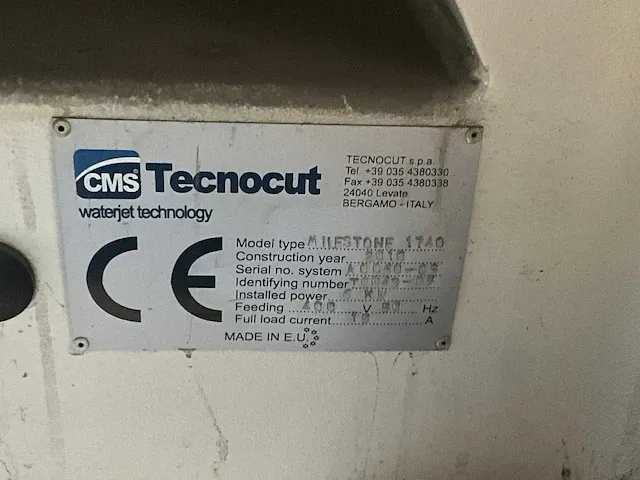 CMS Tecnocut
waterjet technology
TECNOCUT s.p.a.
Tel. +39 035 4380330
Fax +39 035 4380338
24040 Levate
BERGAMO - ITALY
CE
Model type MILESTONE 1740
Construction year. 2010
Serial no. system
Identifying number
Installed power
Feeding 400 V 50 Hz
Full load current A
MADE IN E.U.